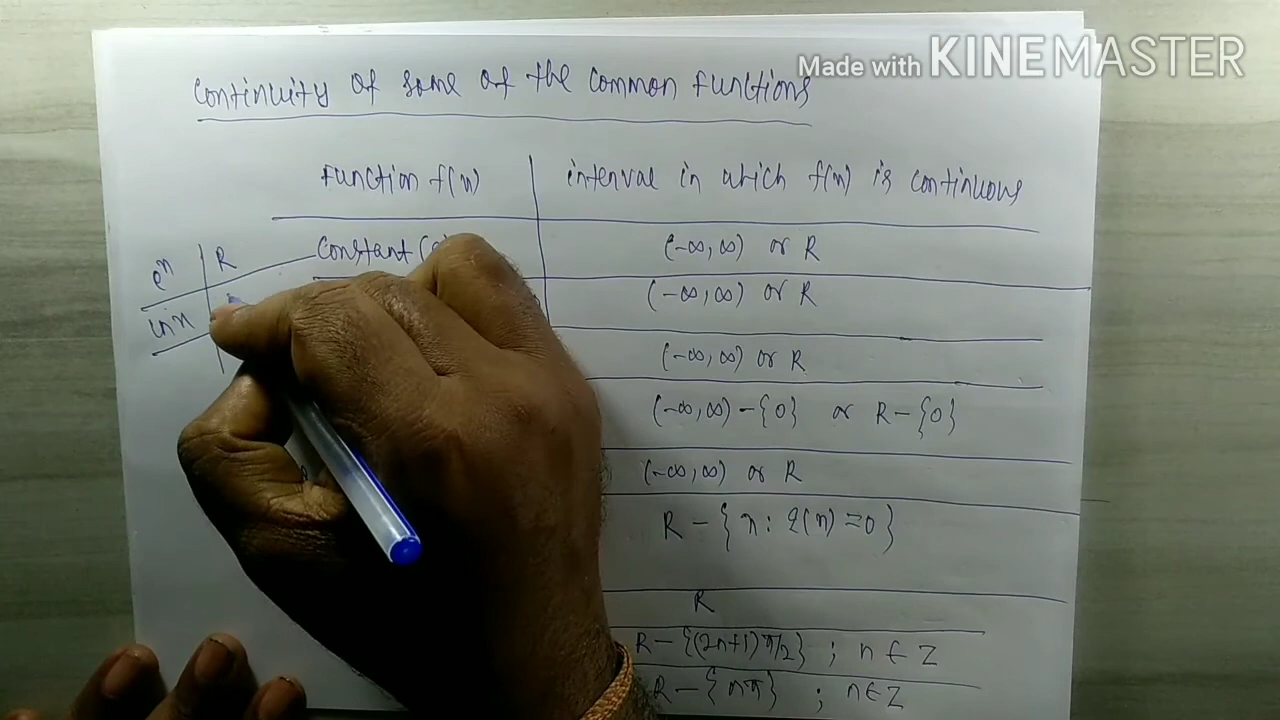 Made with KINEMASTER
Continuity of some of the common functions
Function f(x) interval in which f(x) is continuous
e^x R
ln x
Constant (-∞,∞) or R
(-∞,∞) or R
(-∞,∞) or R
(-∞,∞)-{0} or R-{0}
(-∞,∞) or R
R-{x: q(x)=0}
R
R-{(2n+1)π/2} ; n∈Z
R-{nπ} ; n∈Z